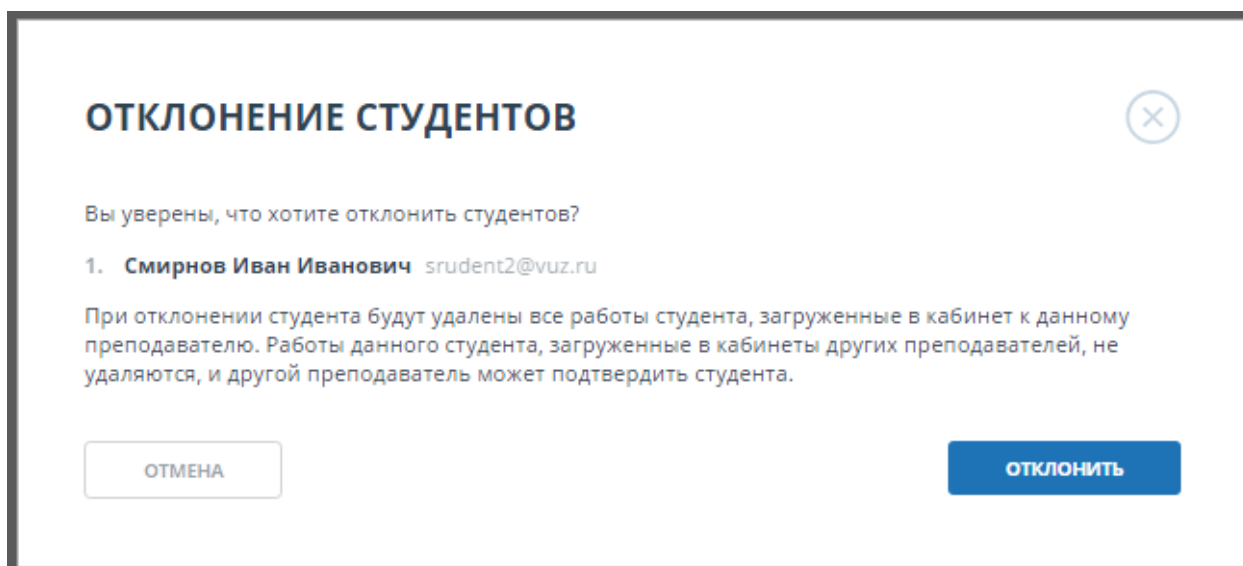 ОТКЛОНЕНИЕ СТУДЕНТОВ
Вы уверены, что хотите отклонить студентов?
1. Смирнов Иван Иванович srudent2@vuz.ru
При отклонении студента будут удалены все работы студента, загруженные в кабинет к данному
преподавателю. Работы данного студента, загруженные в кабинеты других преподавателей, не
удаляются, и другой преподаватель может подтвердить студента.
ОТМЕНА
ОТКЛОНИТЬ